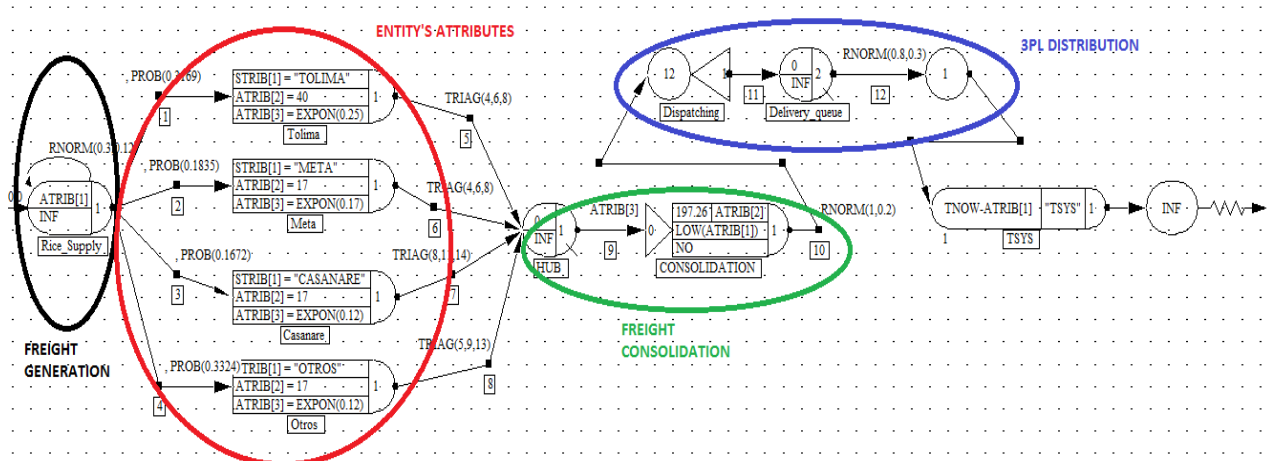 ENTITY'S ATTRIBUTES
3PL DISTRIBUTION
RNORM(0.8,0.3)
12
1
0
INF
2
1
11
12
Dispatching
Delivery_queue
, PROB(0.3169)
STRIB[1] = "TOLIMA"
ATRIB[2] = 40
ATRIB[3] = EXPON(0.25)
1
Tolima
1
TRIAG(4,6,8)
5
RNORM(0.3,0.12)
ATRIB[1]
INF
1
Rice_Supply
, PROB(0.1835)
2
STRIB[1] = "META"
ATRIB[2] = 17
ATRIB[3] = EXPON(0.17)
1
Meta
TRIAG(4,6,8)
6
, PROB(0.1672)
3
STRIB[1] = "CASANARE"
ATRIB[2] = 17
ATRIB[3] = EXPON(0.12)
1
Casanare
7
, PROB(0.3324)
4
TRIB[1] = "OTROS"
ATRIB[2] = 17
ATRIB[3] = EXPON(0.12)
1
Otros
TRIAG(5,9,13)
8
0
INF
1
HUB
ATRIB[3]
9
0
197.26
ATRIB[2]
LOW(ATRIB[1])
NO
1
CONSOLIDATION
RNORM(1,0.2)
10
TNOW-ATRIB[1]
"TSYS"
1
1
TSYS
INF
FREIGHT
GENERATION
FREIGHT
CONSOLIDATION